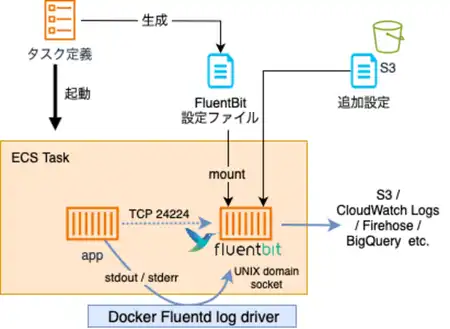 生成
タスク定義
起動
FluentBit
設定ファイル
S3
追加設定
ECS Task
mount
TCP 24224
app
fluentbit
stdout / stderr
UNIX domain
socket
S3 /
CloudWatch Logs
/ Firehose /
BigQuery etc.
Docker Fluentd log driver